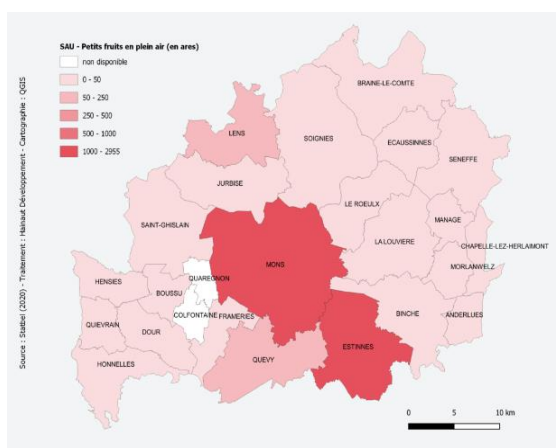 SAU - Petits fruits en plein air (en ares)
non disponible
0 - 50
50 - 250
250 - 500
500 - 1000
1000 - 2955
Source : Statbel (2020) - Traitement : Hainaut Développement - Cartographie : QGIS
BRAINE-LE-COMTE
LENS
SOIGNIES
ECAUSSINNES
SENEFFE
JURBISE
LE ROEULX
SAINT-GHISLAIN
MANAGE
LA LOUVIERE
CHAPELLE-LEZ-HERLAIMONT
MONS
MORLANWELZ
HENSIES
QUAREGNON
BOUSSU
COLFONTAINE
FRAMERIES
BINCHE
ANDERLUES
QUEVRAIN
DOUR
ESTINNES
HONNELLES
QUEVY
0 5 10 km